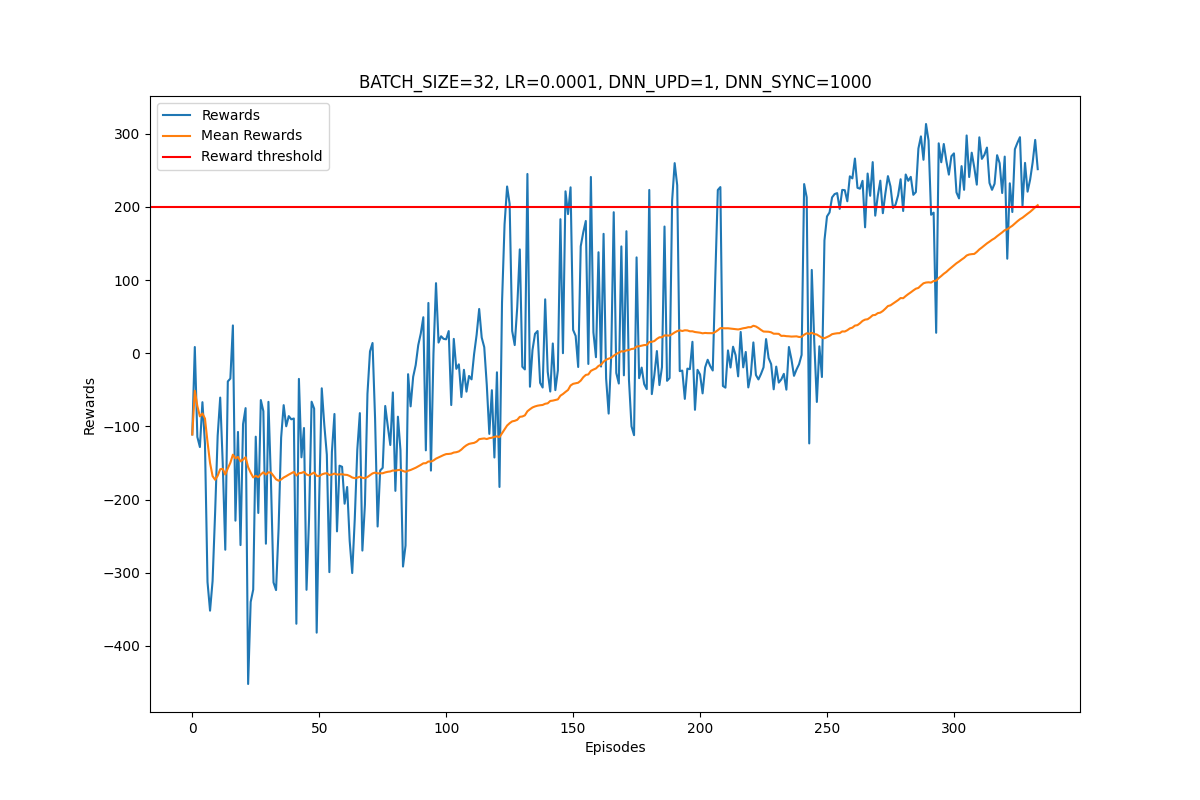 BATCH_SIZE=32, LR=0.0001, DNN_UPD=1, DNN_SYNC=1000
Rewards
Mean Rewards
Reward threshold
300
200
100
0
−100
−200
−300
−400
Rewards
0
50
100
150
200
250
300
Episodes